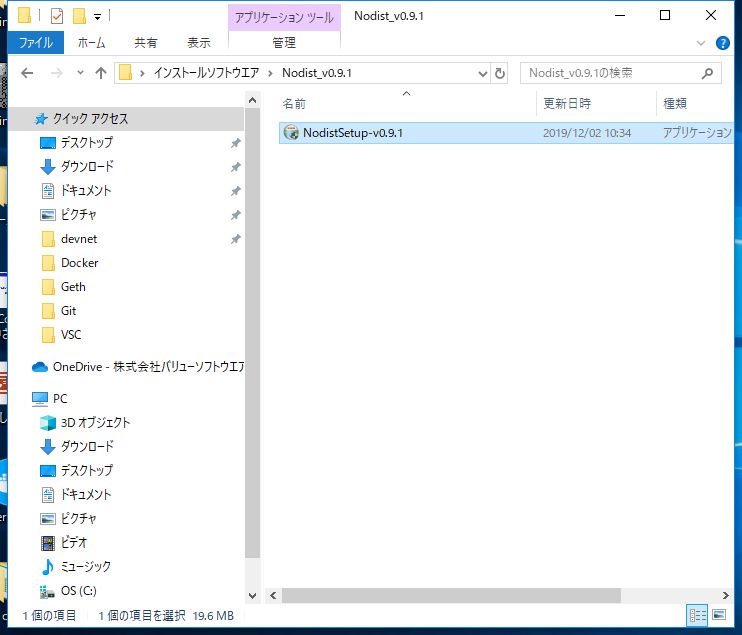 アプリケーション ツール
Nodist_v0.9.1
ファイル
ホーム
共有
表示
管理
インストールソフトウエア
Nodist_v0.9.1
Nodist_v0.9.1の検索
名前
更新日時
種類
NodistSetup-v0.9.1
2019/12/02 10:34
アプリケーション
クイック アクセス
デスクトップ
ダウンロード
ドキュメント
ピクチャ
devnet
Docker
Geth
Git
VSC
OneDrive - 株式会社バリューソフトウエア
PC
3D オブジェクト
ダウンロード
デスクトップ
ドキュメント
ピクチャ
ビデオ
ミュージック
OS (C:)
1 個の項目
1 個の項目を選択 19.6 MB